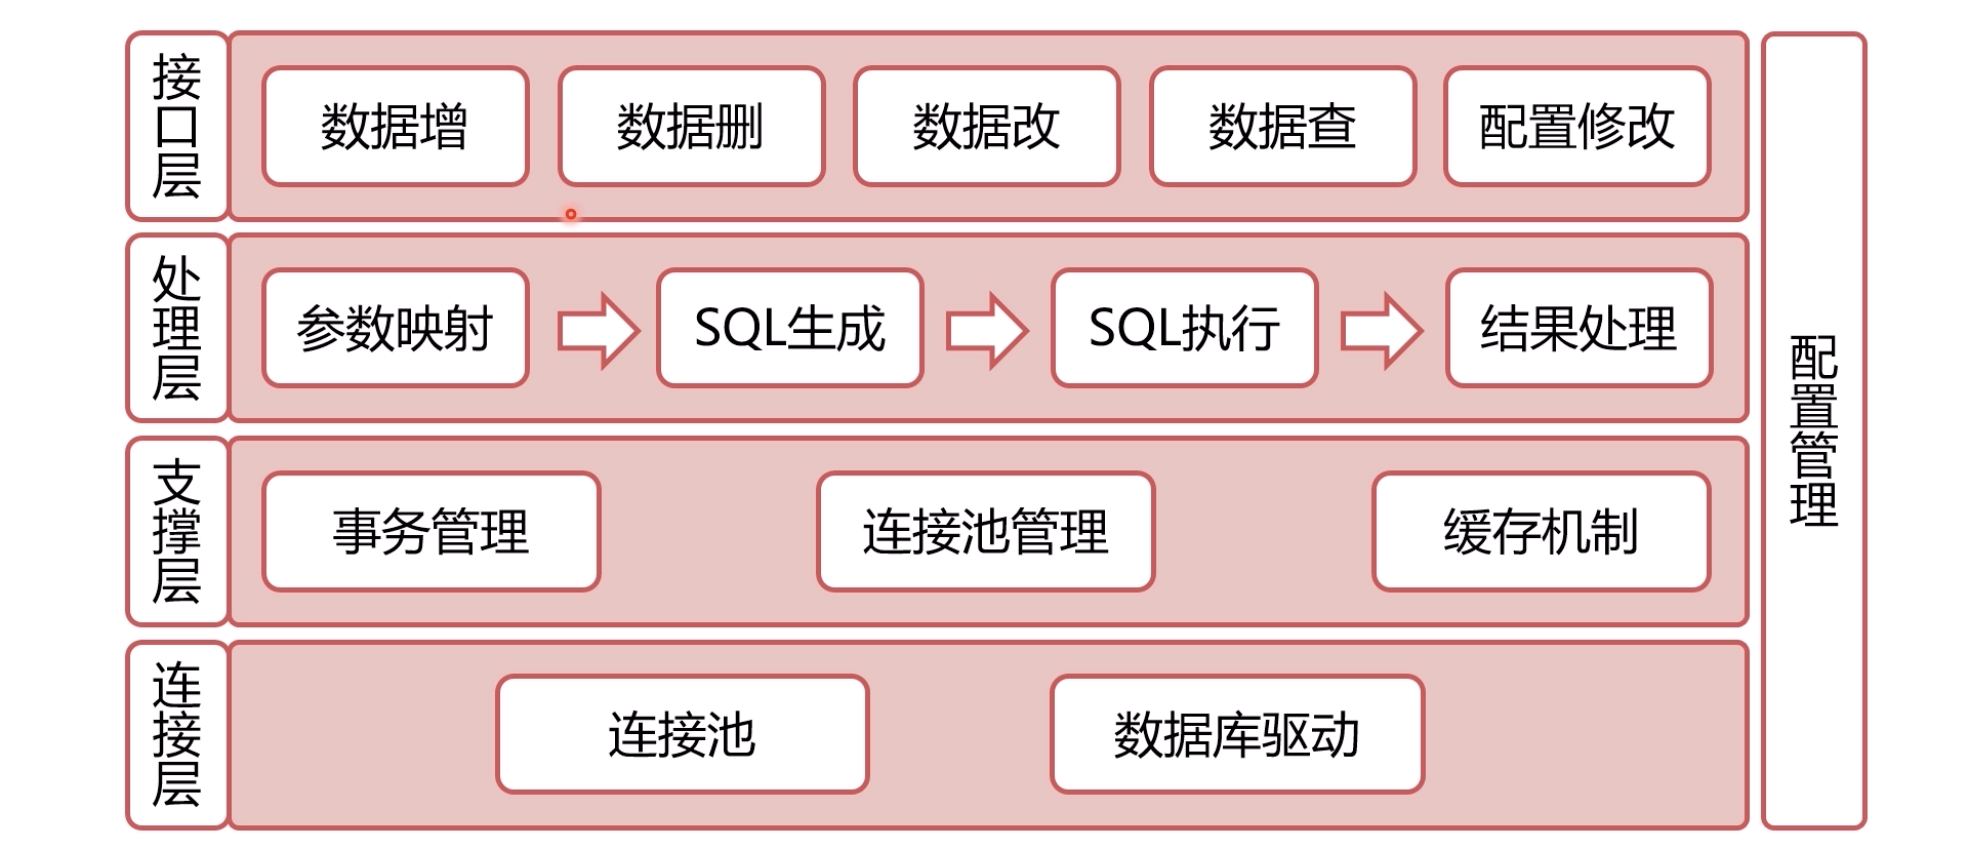 接口层
数据增
数据删
数据改
数据查
配置修改
处理层
参数映射
SQL生成
SQL执行
结果处理
支撑层
事务管理
连接池管理
缓存机制
连接层
连接池
数据库驱动
配置管理